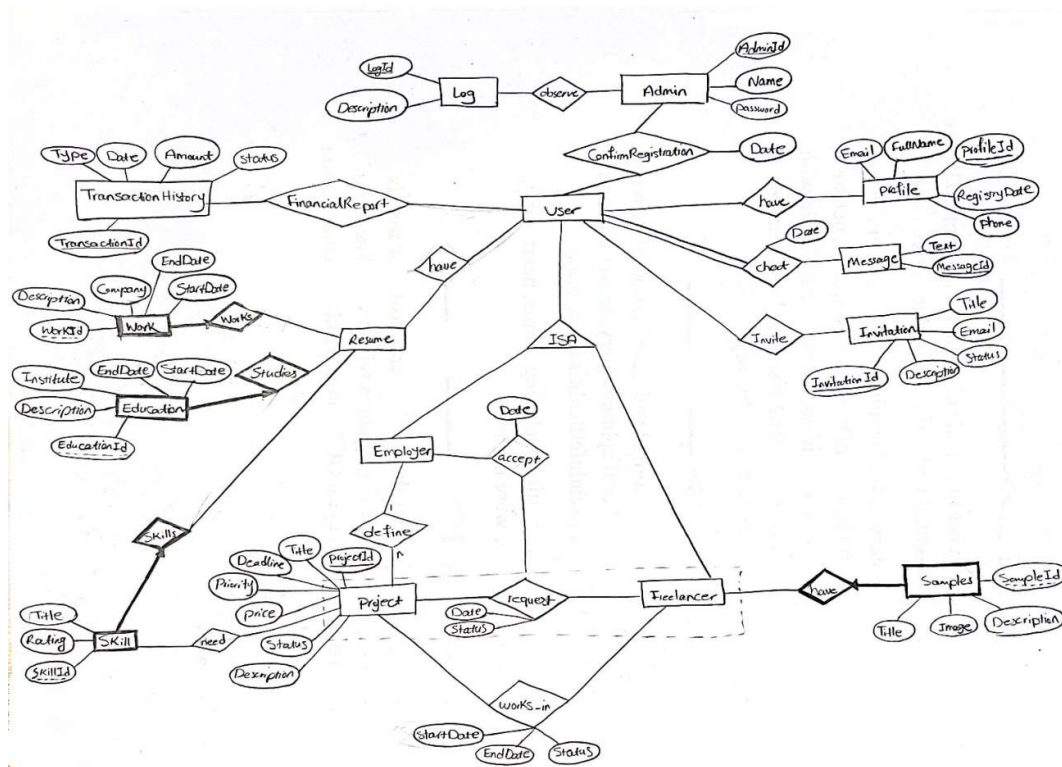 AdminId
LogId
Log
observe
Admin
Name
Description
Password
Type
Date
Amount
Status
ConfirmRegistration
Date
Email
FullName
ProfileId
TransactionHistory
FinancialReport
User
have
Profile
RegistryDate
Phone
TransactionId
Date
EndDate
have
chat
Message
Text
MessageId
Description
Company
StartDate
WorkId
Work
Works
Resume
ISA
Invite
Invitation
Title
Email
Status
Institute
EndDate
StartDate
Studies
InvitationId
Description
Description
Education
EducationId
Date
Employer
accept
Skills
define
n
Deadline
Title
ProjectId
Priority
Price
Project
request
Date
Status
Freelancer
have
Samples
SampleId
Title
Image
Description
Title
Rating
Skill
SkillId
need
Status
Description
Works_in
StartDate
EndDate
Status